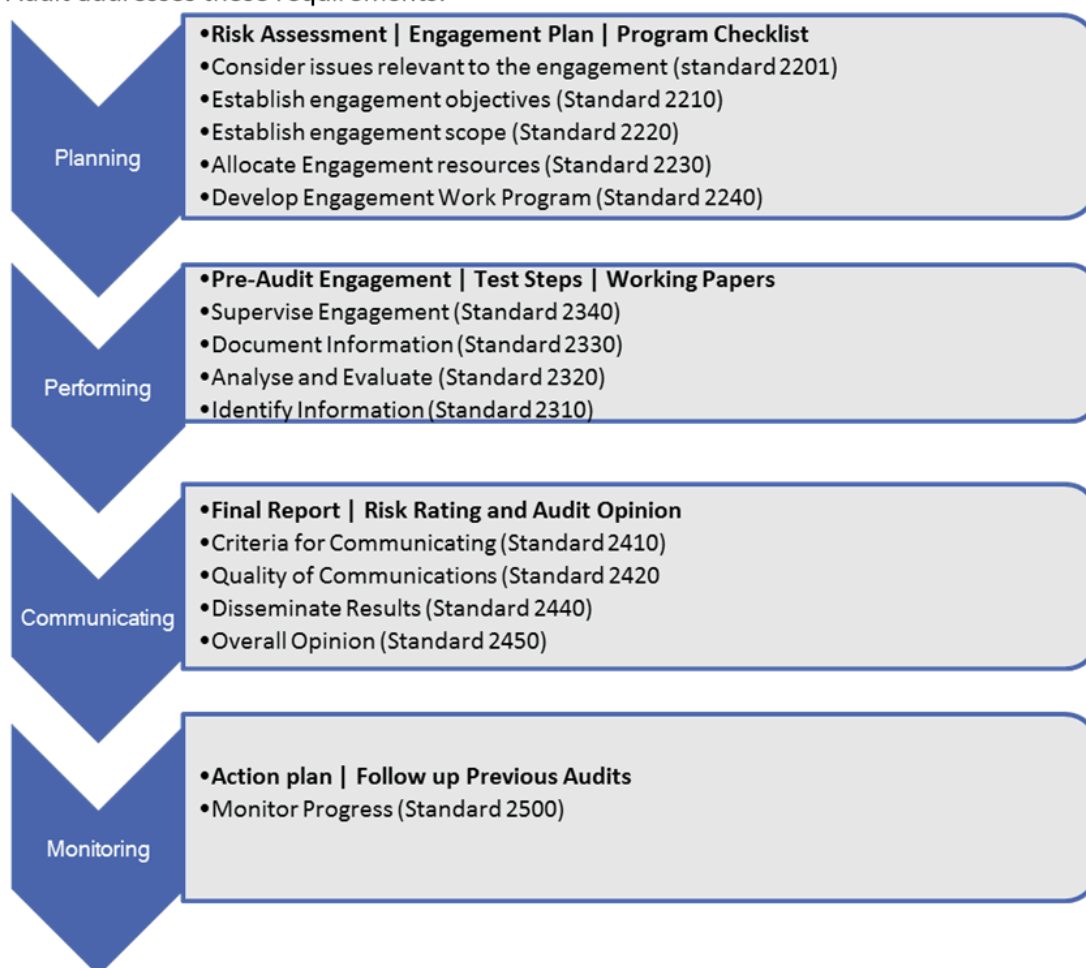 Audit addresses these requirements.
•Risk Assessment | Engagement Plan | Program Checklist
•Consider issues relevant to the engagement (standard 2201)
•Establish engagement objectives (Standard 2210)
•Establish engagement scope (Standard 2220)
•Allocate Engagement resources (Standard 2230)
•Develop Engagement Work Program (Standard 2240)
Planning
•Pre-Audit Engagement | Test Steps | Working Papers
•Supervise Engagement (Standard 2340)
•Document Information (Standard 2330)
•Analyse and Evaluate (Standard 2320)
•Identify Information (Standard 2310)
Performing
•Final Report | Risk Rating and Audit Opinion
•Criteria for Communicating (Standard 2410)
•Quality of Communications (Standard 2420
•Disseminate Results (Standard 2440)
•Overall Opinion (Standard 2450)
Communicating
•Action plan | Follow up Previous Audits
•Monitor Progress (Standard 2500)
Monitoring